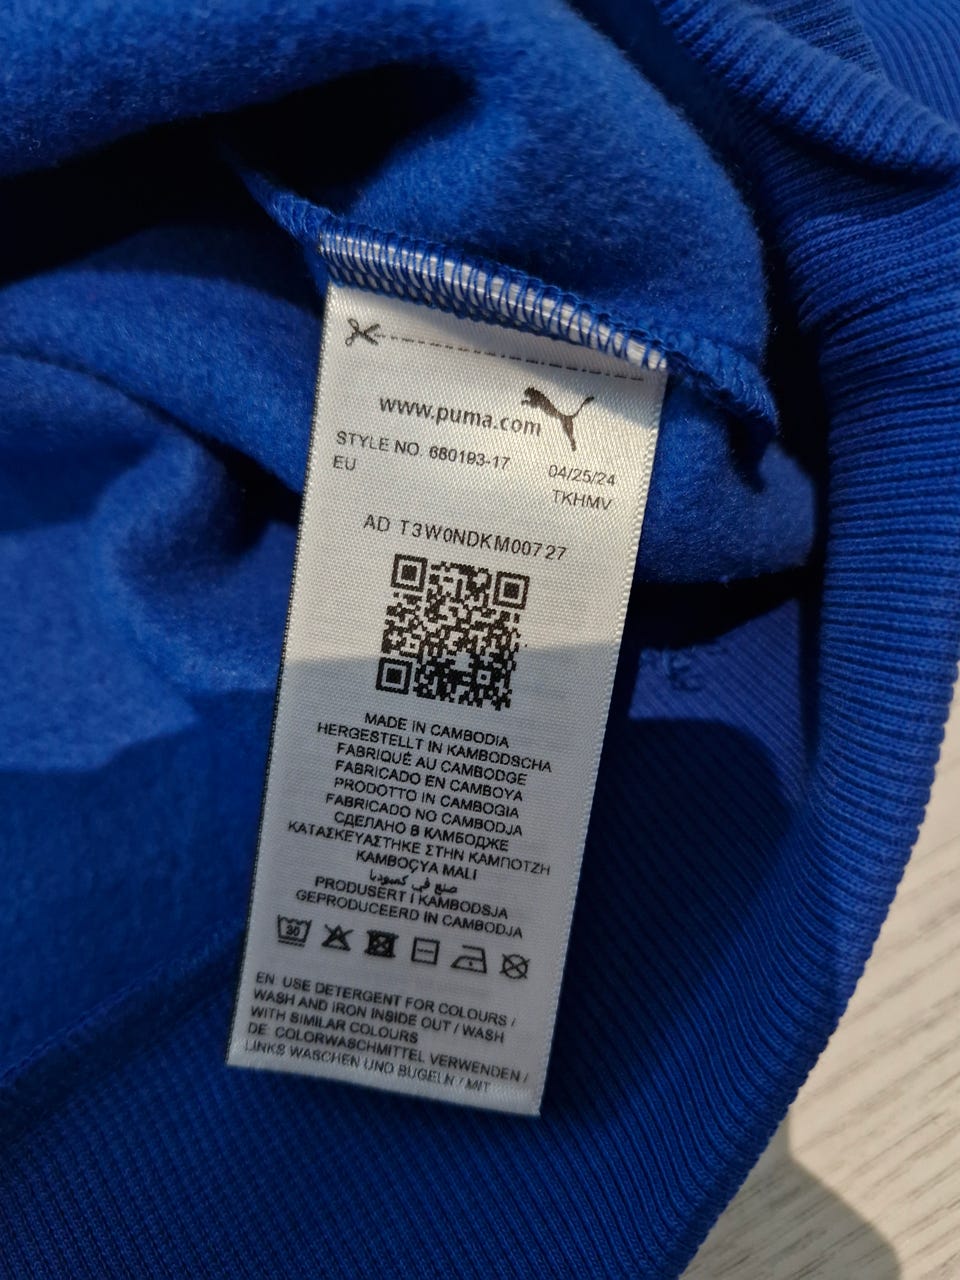 www.puma.com
STYLE NO. 680193-17
EU
04/25/24
TKHMV
AD T3W0NDKM00727
MADE IN CAMBODIA
HERGESTELLT IN KAMBODSCHA
FABRIQUÉ AU CAMBODGE
FABRICADO EN CAMBOYA
PRODOTTO IN CAMBOGIA
FABRICADO NO CAMBODJA
СДЕЛАНО В КАМБОДЖЕ
ΚΑΤΑΣΚΕΥΑΣΤΗΚΕ ΣΤΗΝ ΚΑΜΠΟΤΖΗ
KAMBOÇYA MALI
صنع في كمبوديا
PRODUSERT I KAMBODSJA
GEPRODUCEERD IN CAMBODJA
30
EN USE DETERGENT FOR COLOURS /
WASH AND IRON INSIDE OUT / WASH
WITH SIMILAR COLOURS
DE COLORWASCHMITTEL VERWENDEN /
LINKS WASCHEN UND BÜGELN / MIT